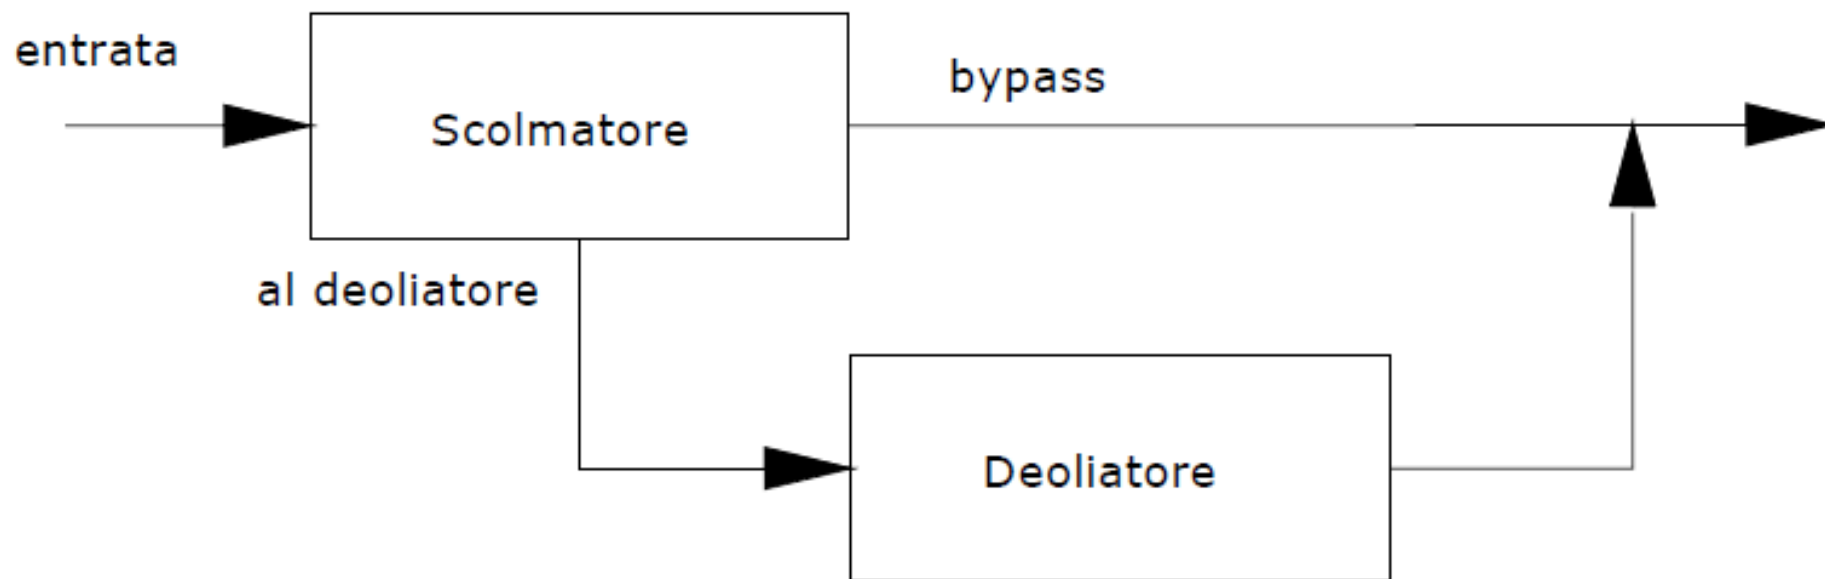 entrata
bypass
Scolmatore
al deoliatore
Deoliatore